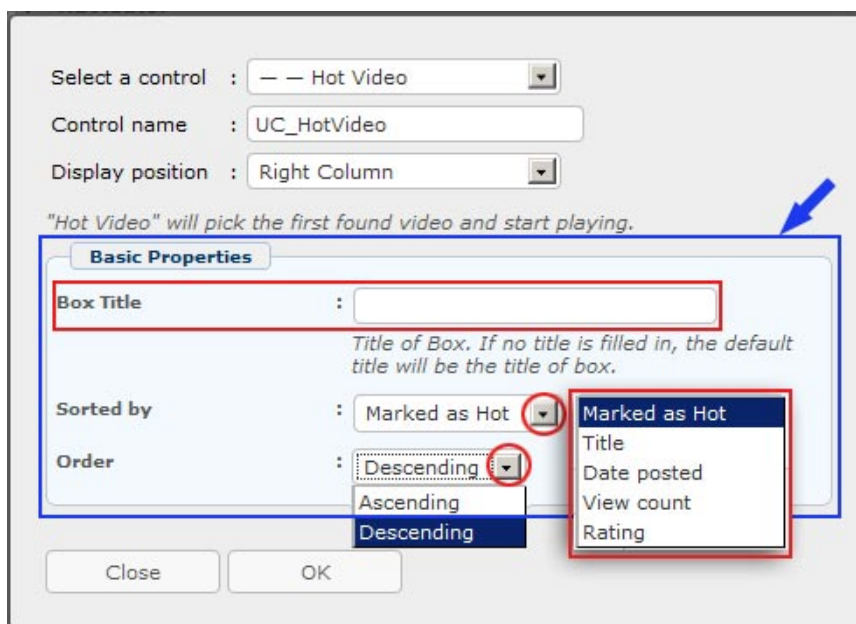 Select a control : — — Hot Video
Control name : UC_HotVideo
Display position : Right Column
"Hot Video" will pick the first found video and start playing.
Basic Properties
Box Title :
Title of Box. If no title is filled in, the default
title will be the title of box.
Sorted by : Marked as Hot
Marked as Hot
Title
Date posted
View count
Rating
Order : Descending
Ascending
Descending
Close OK